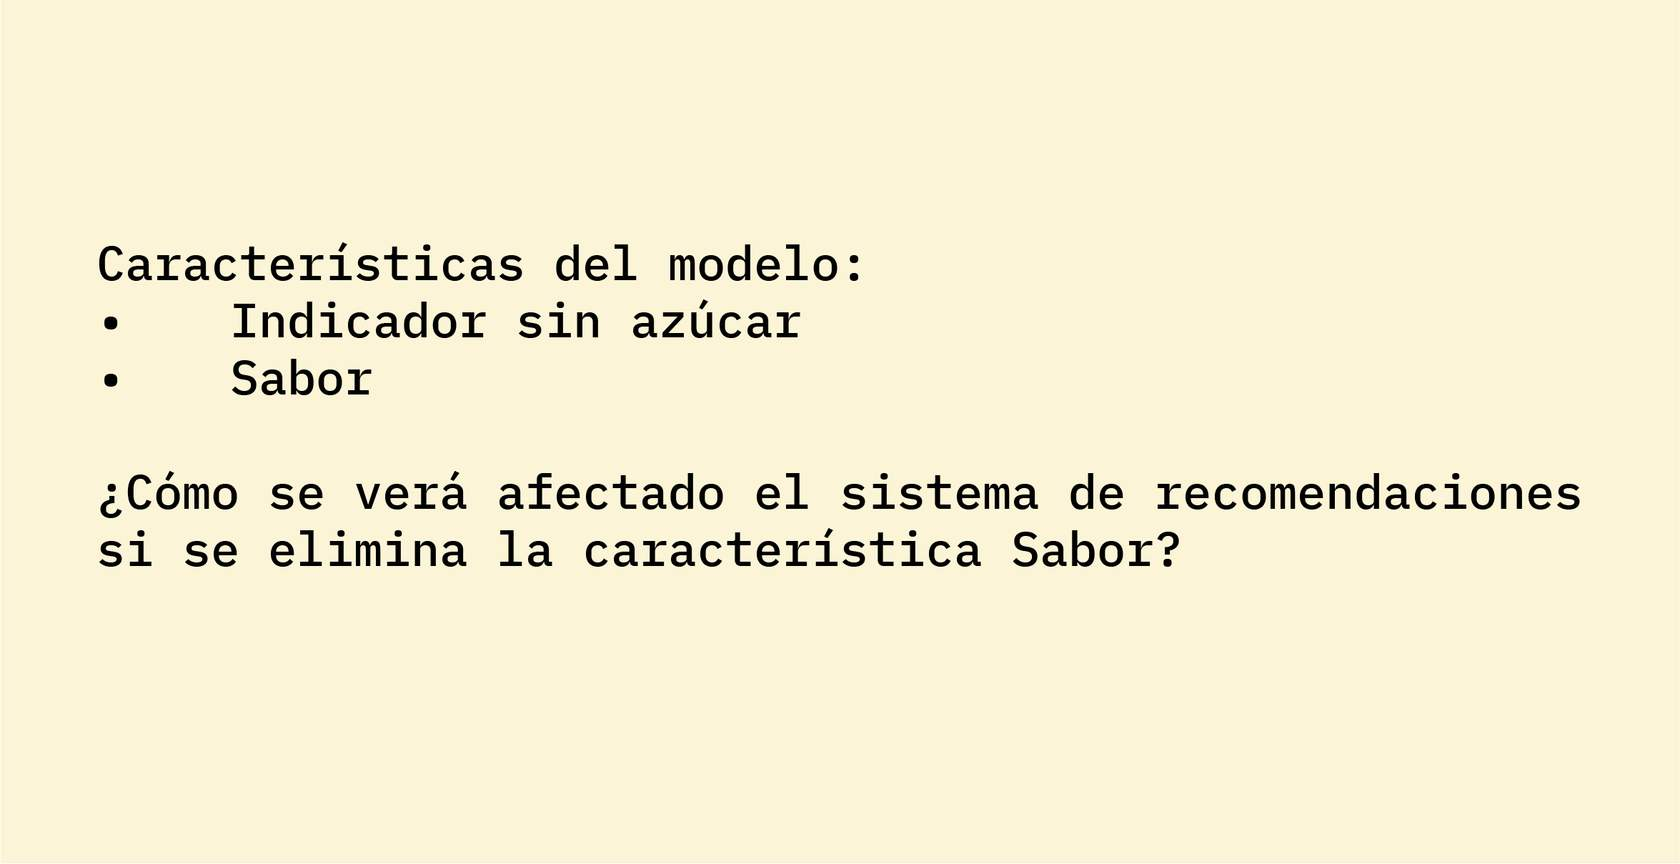 Características del modelo:
•    Indicador sin azúcar
•    Sabor
¿Cómo se verá afectado el sistema de recomendaciones
si se elimina la característica Sabor?